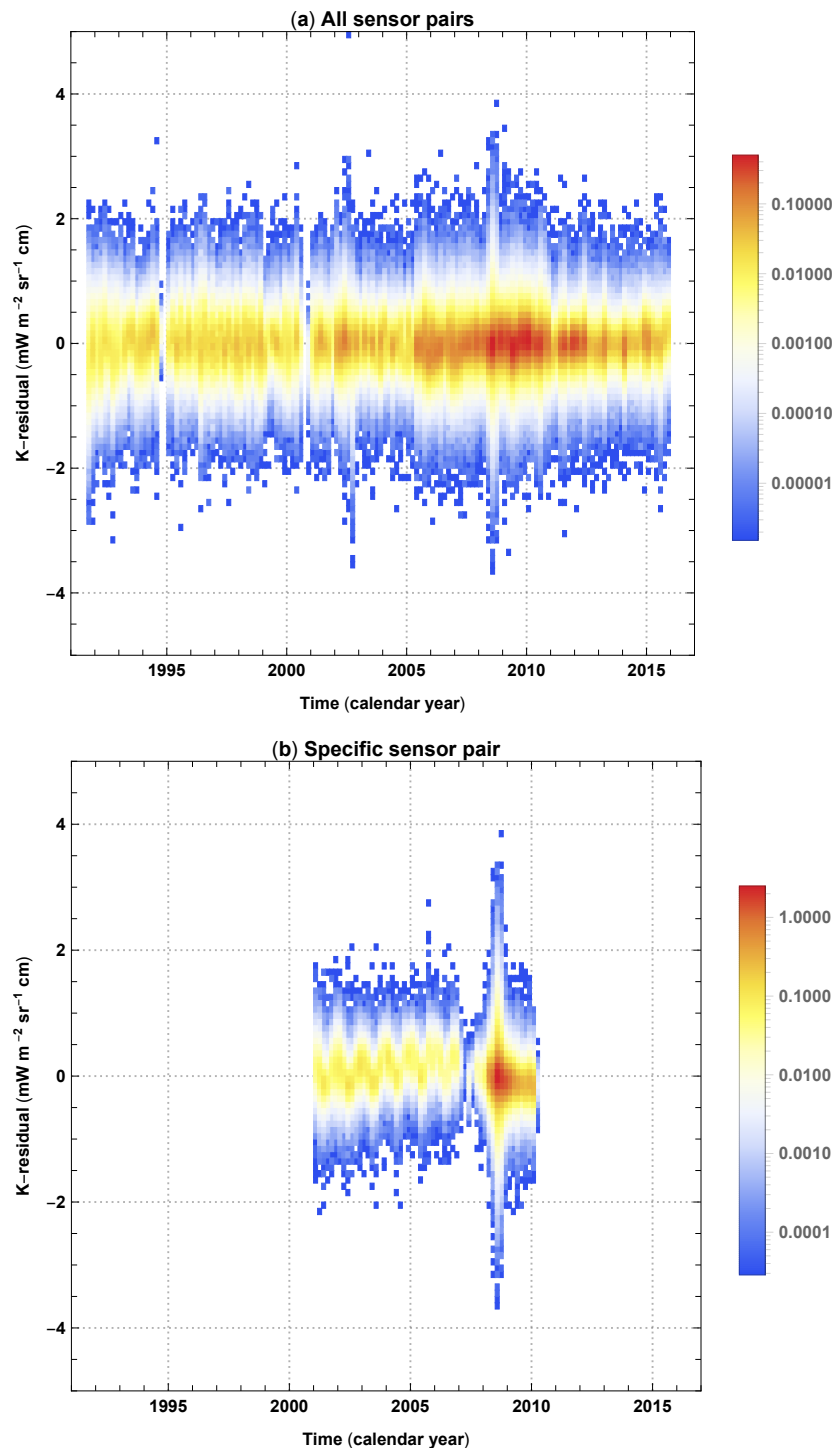 (a) All sensor pairs
4
2
0
−2
−4
K−residual (mW m⁻² sr⁻¹ cm)
1995 2000 2005 2010 2015
Time (calendar year)
0.10000
0.01000
0.00100
0.00010
0.00001
(b) Specific sensor pair
4
2
0
−2
−4
K−residual (mW m⁻² sr⁻¹ cm)
1995 2000 2005 2010 2015
Time (calendar year)
1.0000
0.1000
0.0100
0.0010
0.0001